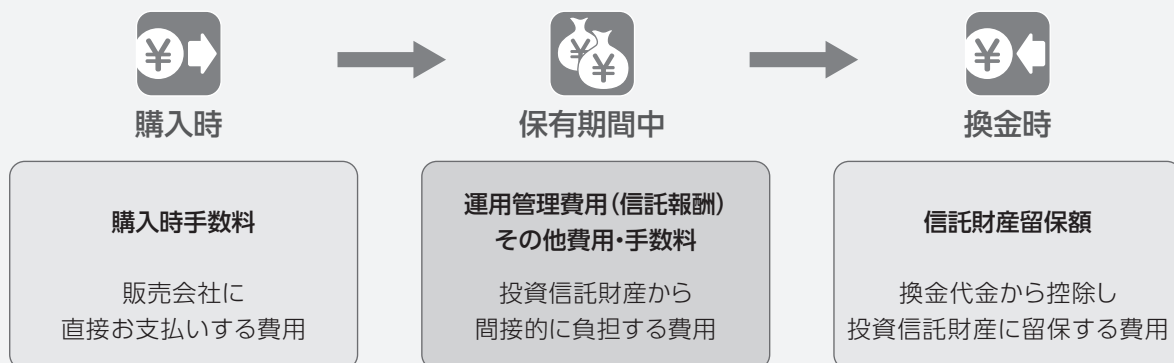 購入時
保有期間中
換金時
購入時手数料
販売会社に
直接お支払いする費用
運用管理費用(信託報酬)
その他費用・手数料
投資信託財産から
間接的に負担する費用
信託財産留保額
換金代金から控除し
投資信託財産に留保する費用